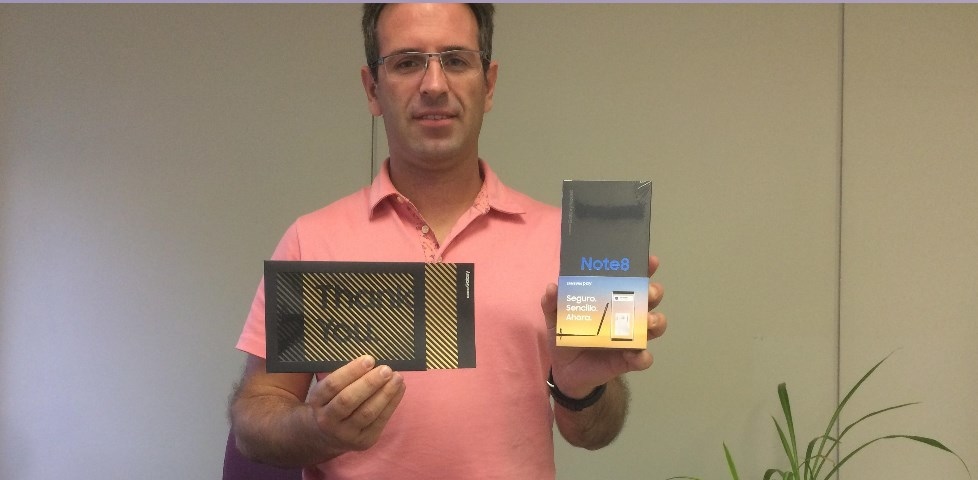 Thank
You
Note8
Seguro.
Sencillo.
Ahora.